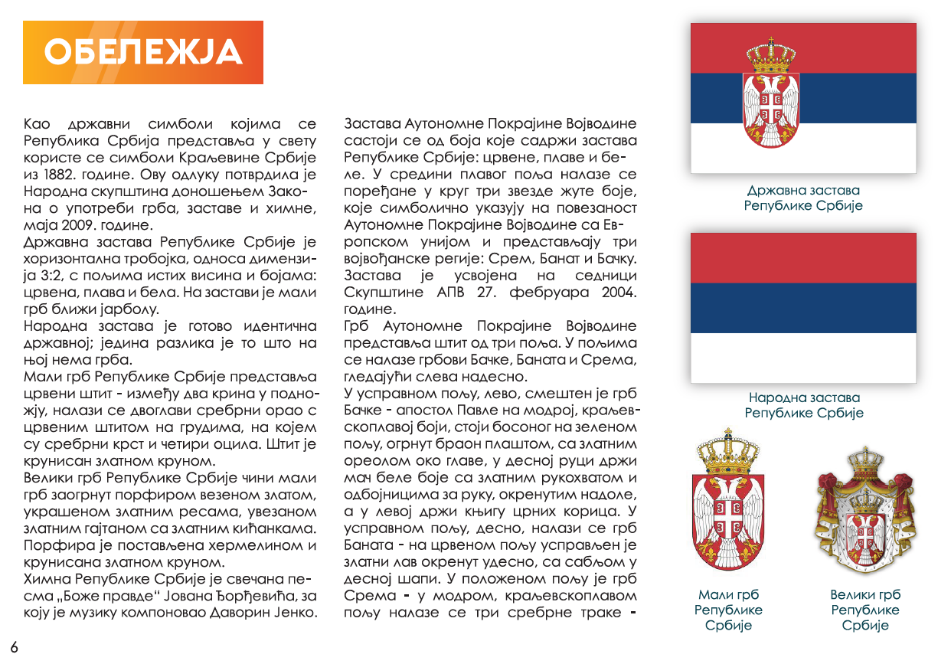 ОБЕЛЕЖЈА
Као државни симболи којима се
Република Србија представља у свету
користе се симболи Краљевине Србије
из 1882. године. Ову одлуку потврдила је
Народна скупштина доношењем Зако-
на о употреби грба, заставе и химне,
маја 2009. године.
Државна застава Републике Србије је
хоризонтална тробојка, односа димензи-
ја 3:2, с пољима истих висина и бојама:
црвена, плава и бела. На застави је мали
грб ближи јарболу.
Народна застава је готово идентична
државној; једина разлика је то што на
њој нема грба.
Мали грб Републике Србије представља
црвени штит - између два крина у подно-
жју, налази се двоглави сребрни орао с
црвеним штитом на грудима, на којем
су сребрни крст и четири оцила. Штит је
крунисан златном круном.
Велики грб Републике Србије чини мали
грб заогрнут порфиром везеном златом,
украшеном златним ресама, увезаном
златним гајтаном са златним кићанкама.
Порфира је постављена хермелином и
крунисана златном круном.
Химна Републике Србије је свечана пе-
сма „Боже правде“ Јована Ђорђевића, за
коју је музику компоновао Даворин Јенко.
Застава Аутономне Покрајине Војводине
састоји се од боја које садржи застава
Републике Србије: црвене, плаве и бе-
ле. У средини плавог поља налазе се
поређане у круг три звезде жуте боје,
које симболично указују на повезаност
Аутономне Покрајине Војводине са Ев-
ропском унијом и представљају три
војвођанске регије: Срем, Банат и Бачку.
Застава је усвојена на седници
Скупштине АПВ 27. фебруара 2004.
године.
Грб Аутономне Покрајине Војводине
представља штит од три поља. У пољима
се налазе грбови Бачке, Баната и Срема,
гледајући слева надесно.
У усправном пољу, лево, смештен је грб
Бачке - апостол Павле на модрој, краљев-
скоплавој боји, стоји босоног на зеленом
пољу, огрнут браон плаштом, са златним
ореолом око главе, у десној руци држи
мач беле боје са златним рукохватом и
одбојницима за руку, окренутим надоле,
а у левој држи књигу црних корица. У
усправном пољу, десно, налази се грб
Баната - на црвеном пољу усправљен је
златни лав окренут удесно, са сабљом у
десној шапи. У положеном пољу је грб
Срема - у модром, краљевскоплавом
пољу налазе се три сребрне траке -
Државна застава
Републике Србије
Народна застава
Републике Србије
Мали грб
Републике
Србије
Велики грб
Републике
Србије
6